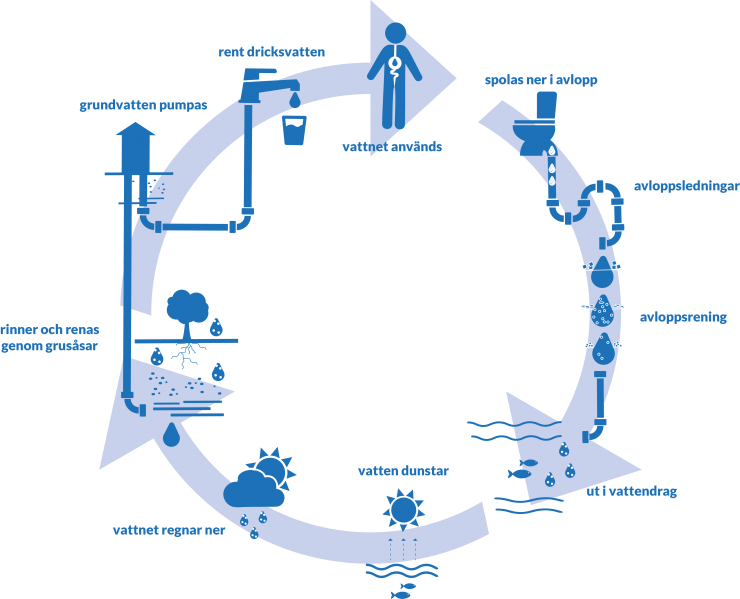 rent dricksvatten
spolas ner i avlopp
grundvatten pumpas
vattnet används
avloppsledningar
avloppsrening
rinner och renas
genom grusåsar
vatten dunstar
ut i vattendrag
vattnet regnar ner